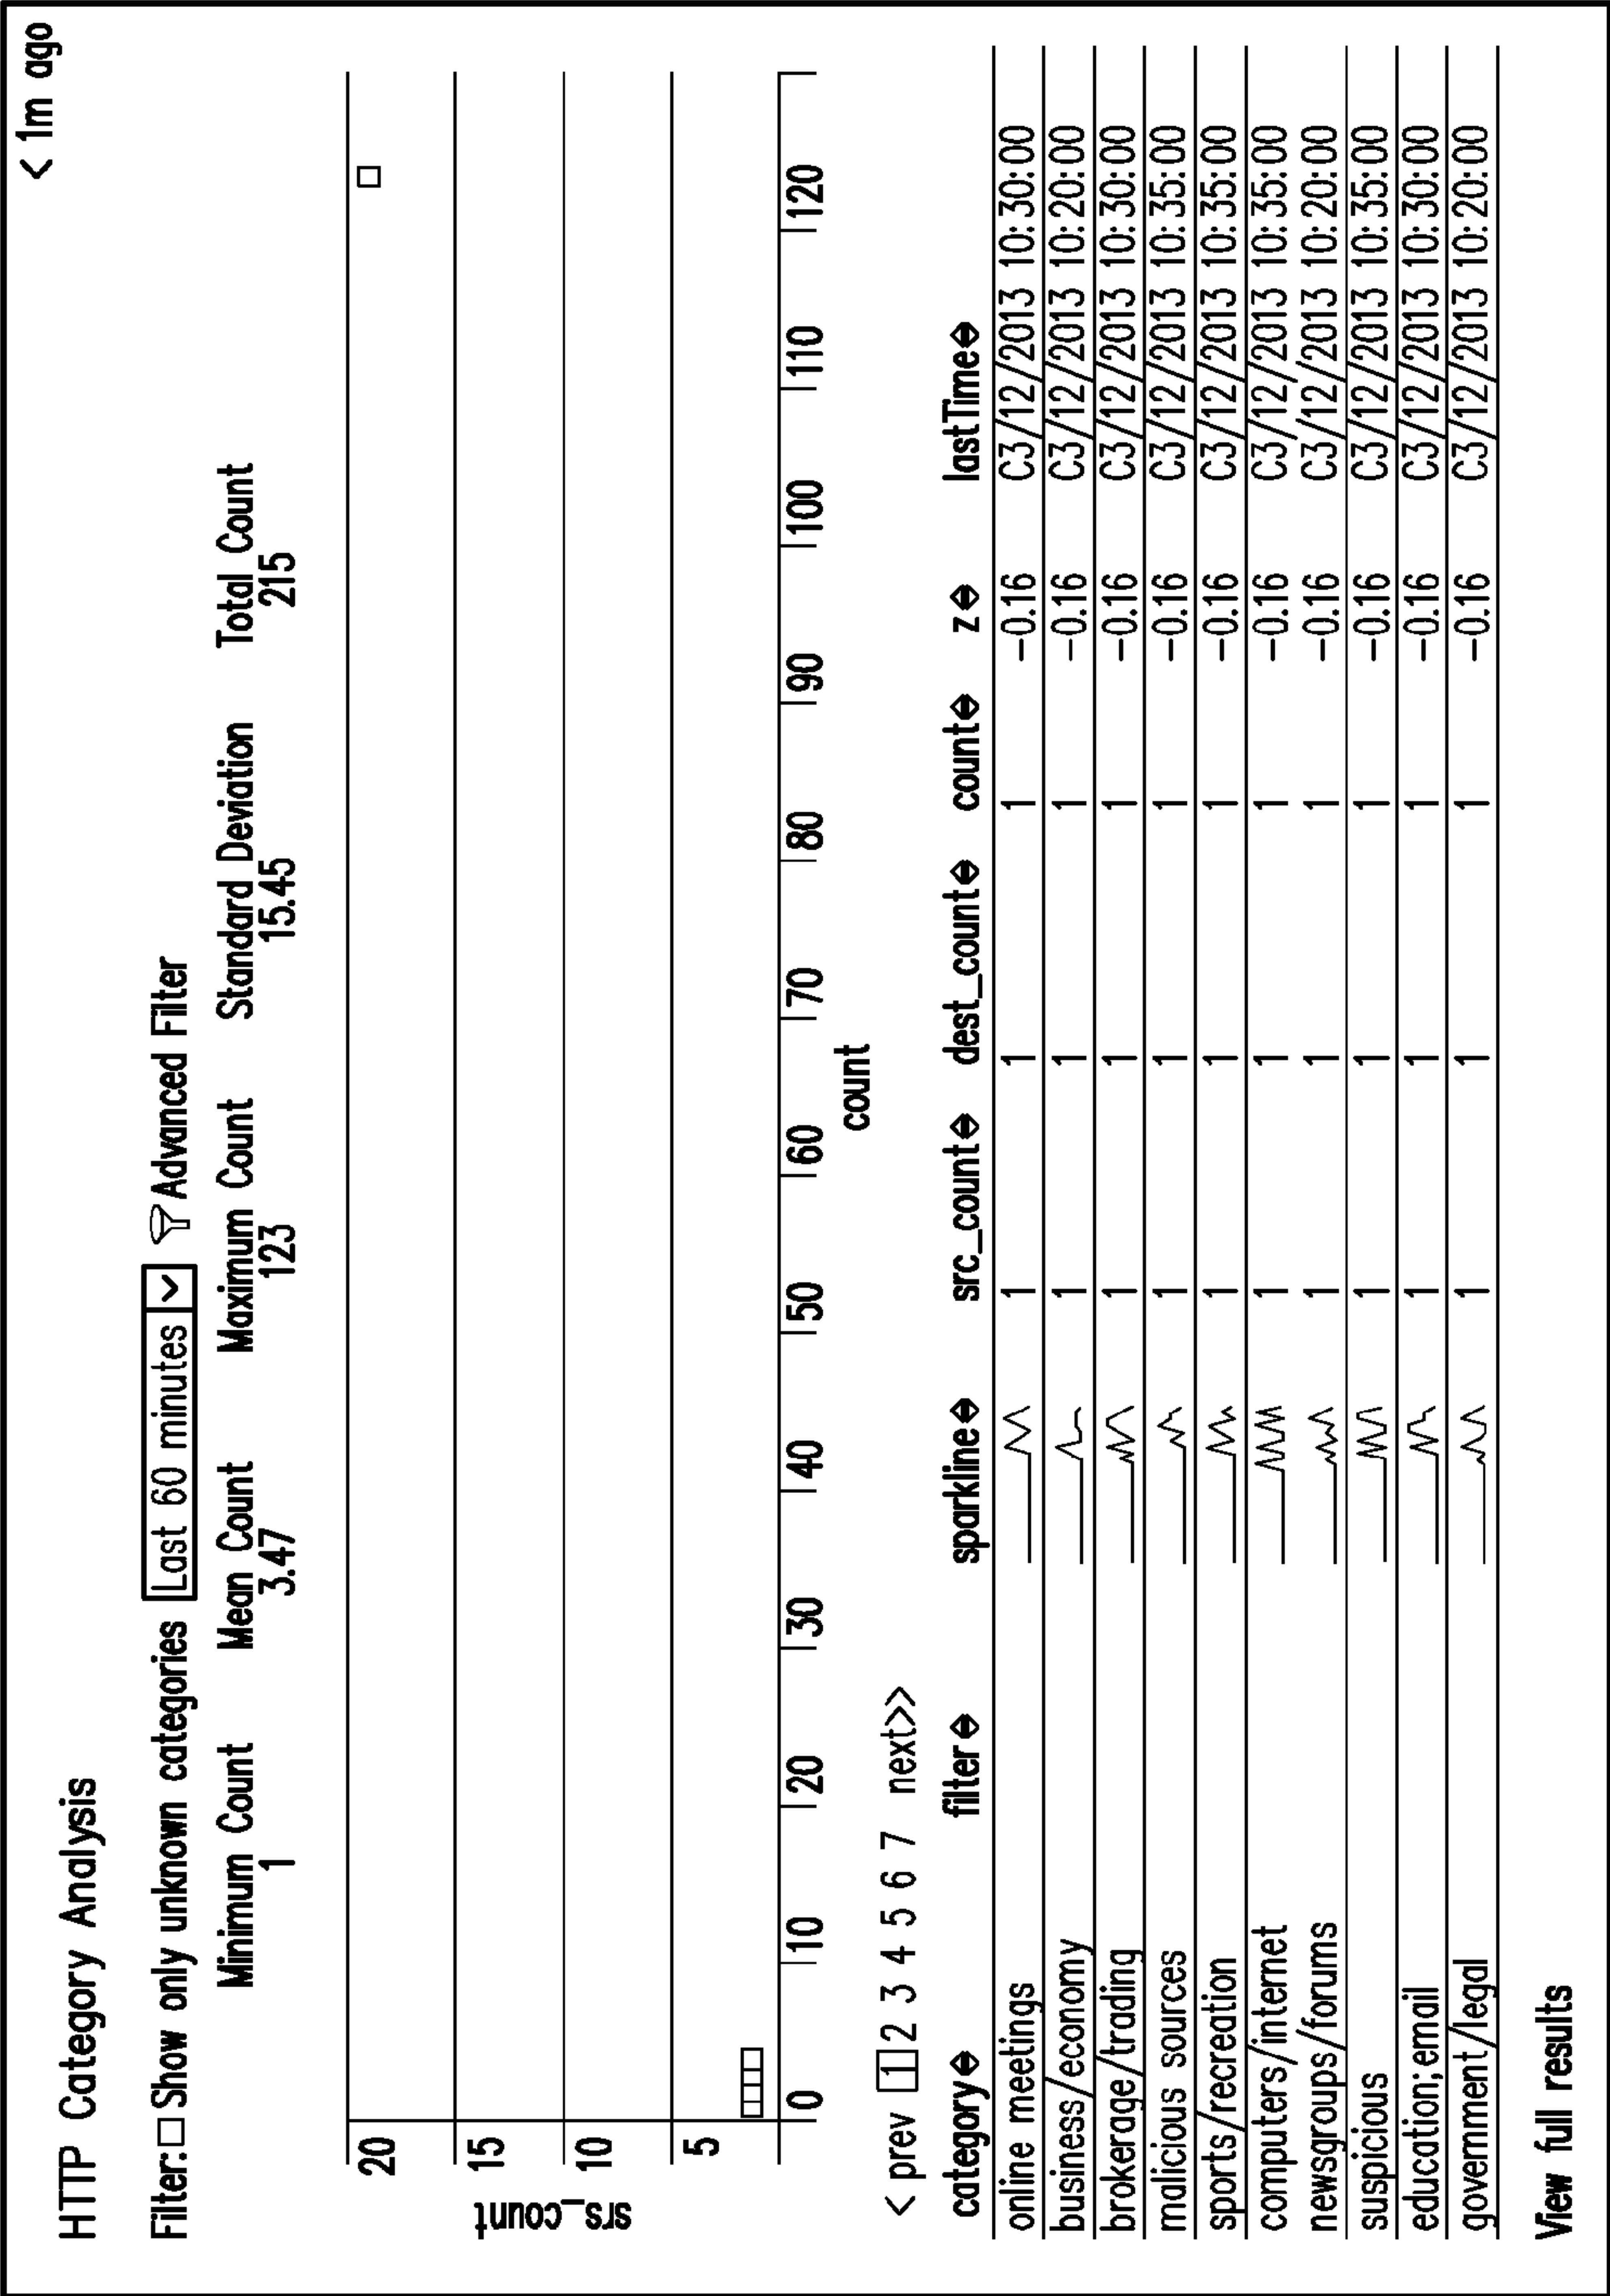 < 1m ago
HTTP Category Analysis
Filter: Show only unknown categories Last 60 minutes Advanced Filter
Minimum Count Mean Count Maximum Count Standard Deviation Total Count
1 3.47 123 15.45 215
20
15
10
5
srs_count
0 10 20 30 40 50 60 70 80 90 100 110 120
count
< prev 1 2 3 4 5 6 7 next>>
category filter sparkline src_count dest_count count z lastTime
online meetings 1 1 1 -0.16 C3/12/2013 10:30:00
business/economy 1 1 1 -0.16 C3/12/2013 10:20:00
brokerage/trading 1 1 1 -0.16 C3/12/2013 10:30:00
malicious sources 1 1 1 -0.16 C3/12/2013 10:35:00
sports/recreation 1 1 1 -0.16 C3/12/2013 10:35:00
computers/internet 1 1 1 -0.16 C3/12/2013 10:35:00
newsgroups/forums 1 1 1 -0.16 C3/12/2013 10:20:00
suspicious 1 1 1 -0.16 C3/12/2013 10:35:00
education;email 1 1 1 -0.16 C3/12/2013 10:30:00
government/legal 1 1 1 -0.16 C3/12/2013 10:20:00
View full results